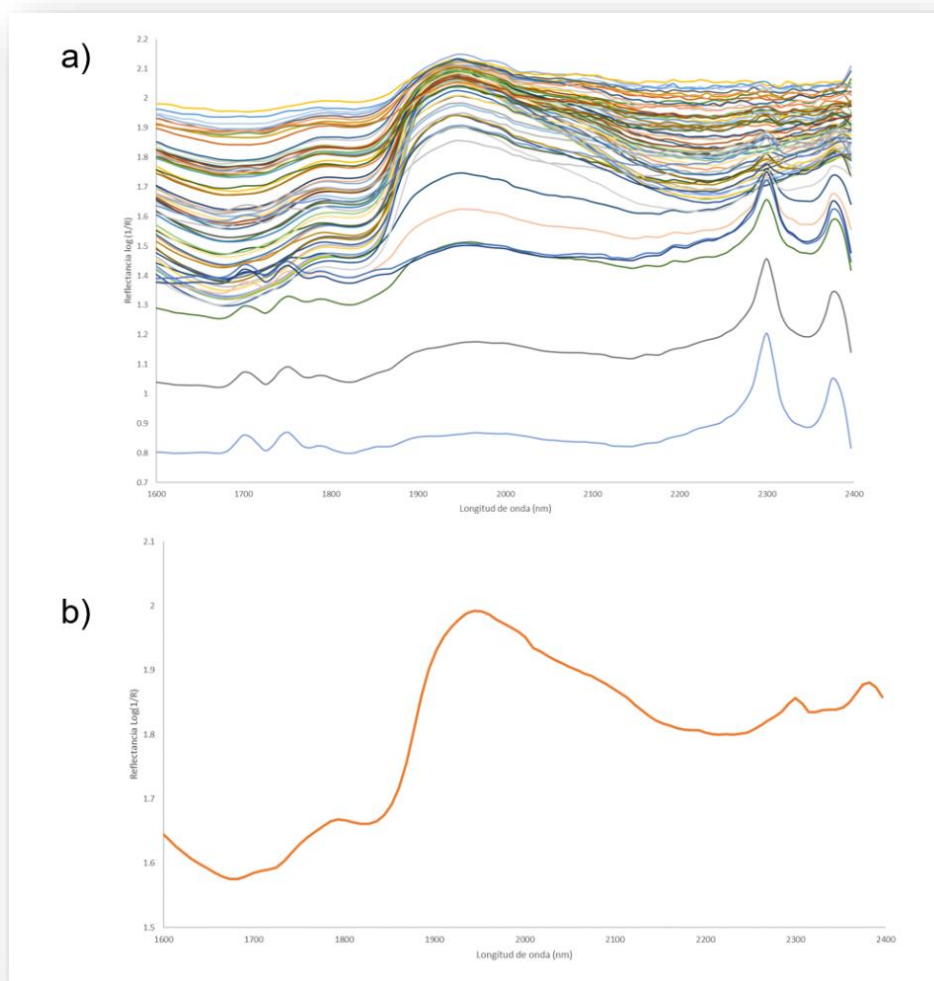 a)
2.2
2.1
2
1.9
1.8
1.7
1.6
1.5
1.4
1.3
1.2
1.1
1
0.9
0.8
0.7
Reflectancia log(1/R)
1600 1700 1800 1900 2000 2100 2200 2300 2400
Longitud de onda (nm)
b)
2.1
2
1.9
1.8
1.7
1.6
1.5
Reflectancia Log(1/R)
1600 1700 1800 1900 2000 2100 2200 2300 2400
Longitud de onda (nm)